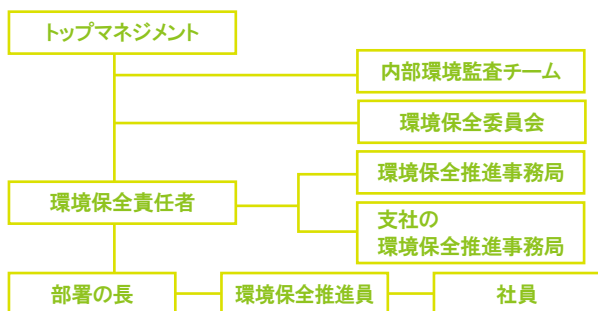 トップマネジメント
内部環境監査チーム
環境保全委員会
環境保全推進事務局
環境保全責任者
支社の
環境保全推進事務局
部署の長
環境保全推進員
社員